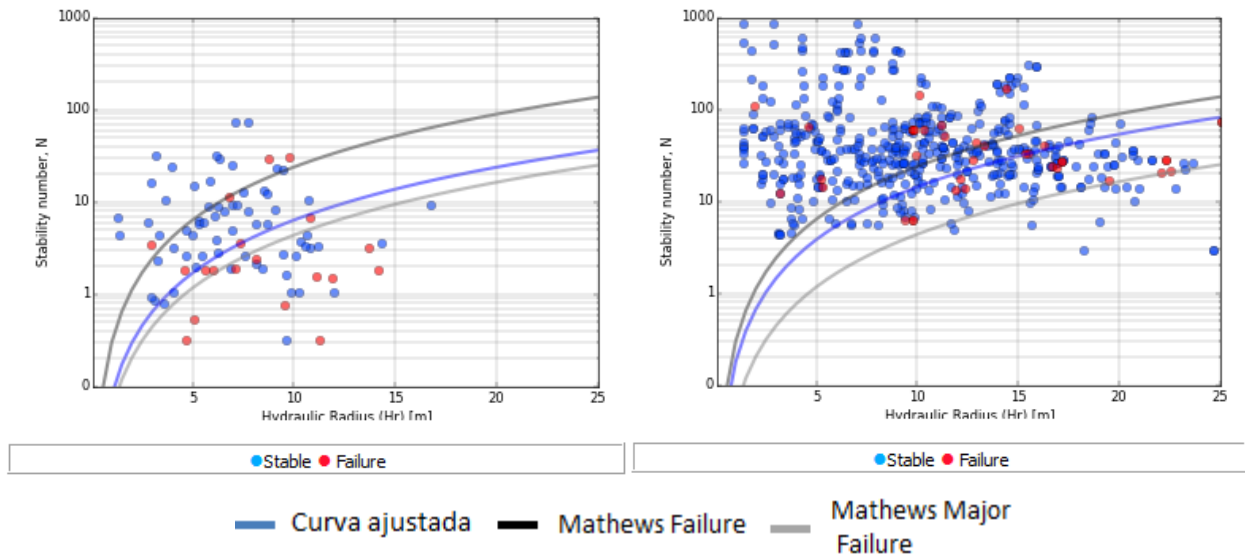 1000
100
10
1
0
Stability number, N
5
10
15
20
25
Hydraulic Radius (Hr) [m]
Stable Failure
1000
100
10
1
0
Stability number, N
5
10
15
20
25
Hydraulic Radius (Hr) [m]
Stable Failure
Curva ajustada
Mathews Failure
Mathews Major
Failure